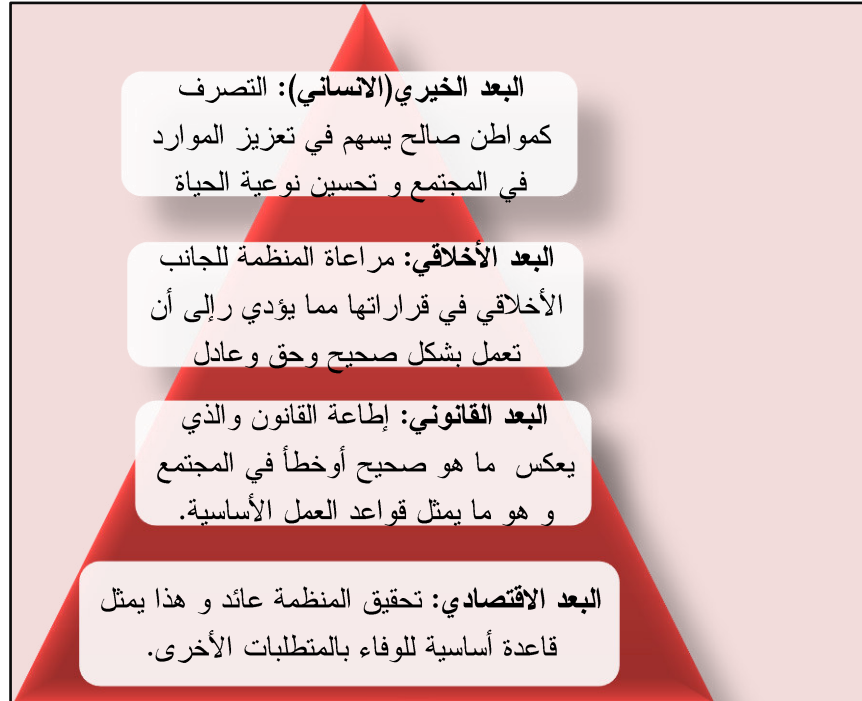 البعد الخيري(الانساني): التصرف
كمواطن صالح يسهم في تعزيز الموارد
في المجتمع و تحسين نوعية الحياة
البعد الأخلاقي: مراعاة المنظمة للجانب
الأخلاقي في قراراتها مما يؤدي رإلى أن
تعمل بشكل صحيح وحق وعادل
البعد القانوني: إطاعة القانون والذي
يعكس ما هو صحيح أوخطأ في المجتمع
و هو ما يمثل قواعد العمل الأساسية.
البعد الاقتصادي: تحقيق المنظمة عائد و هذا يمثل
قاعدة أساسية للوفاء بالمتطلبات الأخرى.